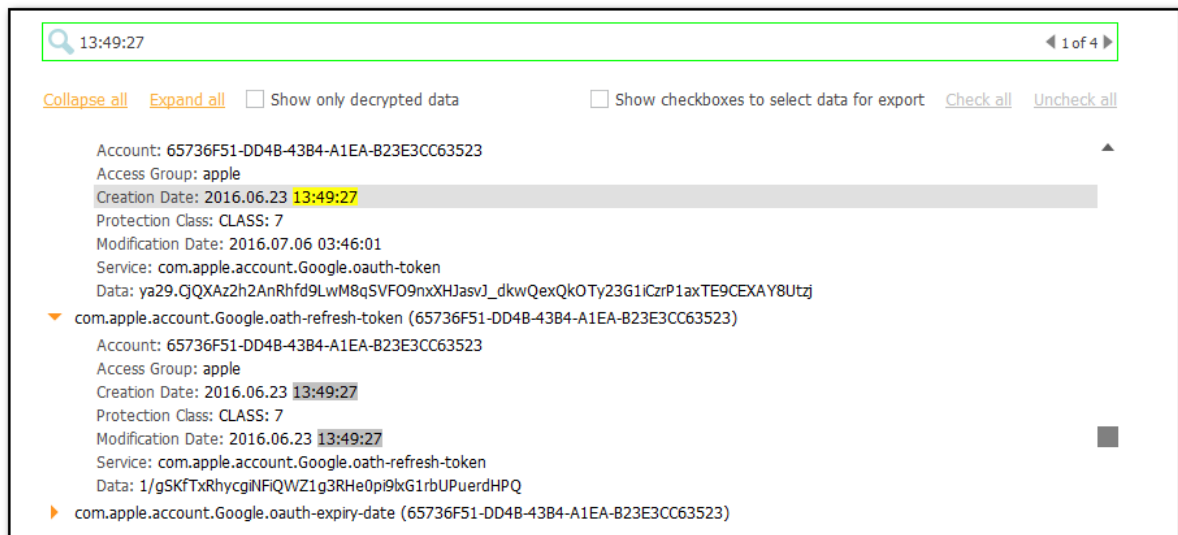 13:49:27 1 of 4
Collapse all Expand all Show only decrypted data Show checkboxes to select data for export Check all Uncheck all
Account: 65736F51-DD4B-43B4-A1EA-B23E3CC63523
Access Group: apple
Creation Date: 2016.06.23 13:49:27
Protection Class: CLASS: 7
Modification Date: 2016.07.06 03:46:01
Service: com.apple.account.Google.oauth-token
Data: ya29.CjQXAz2h2AnRhfd9LwM8qSVFO9nxXHJasvJ_dkwQexQkOTy23G1iCzrP1axTE9CEXAY8Utzj
com.apple.account.Google.oath-refresh-token (65736F51-DD4B-43B4-A1EA-B23E3CC63523)
Account: 65736F51-DD4B-43B4-A1EA-B23E3CC63523
Access Group: apple
Creation Date: 2016.06.23 13:49:27
Protection Class: CLASS: 7
Modification Date: 2016.06.23 13:49:27
Service: com.apple.account.Google.oath-refresh-token
Data: 1/gSKfTxRhycgiNFiQWZ1g3RHe0pi9lxG1rbUPuerdHPQ
com.apple.account.Google.oauth-expiry-date (65736F51-DD4B-43B4-A1EA-B23E3CC63523)